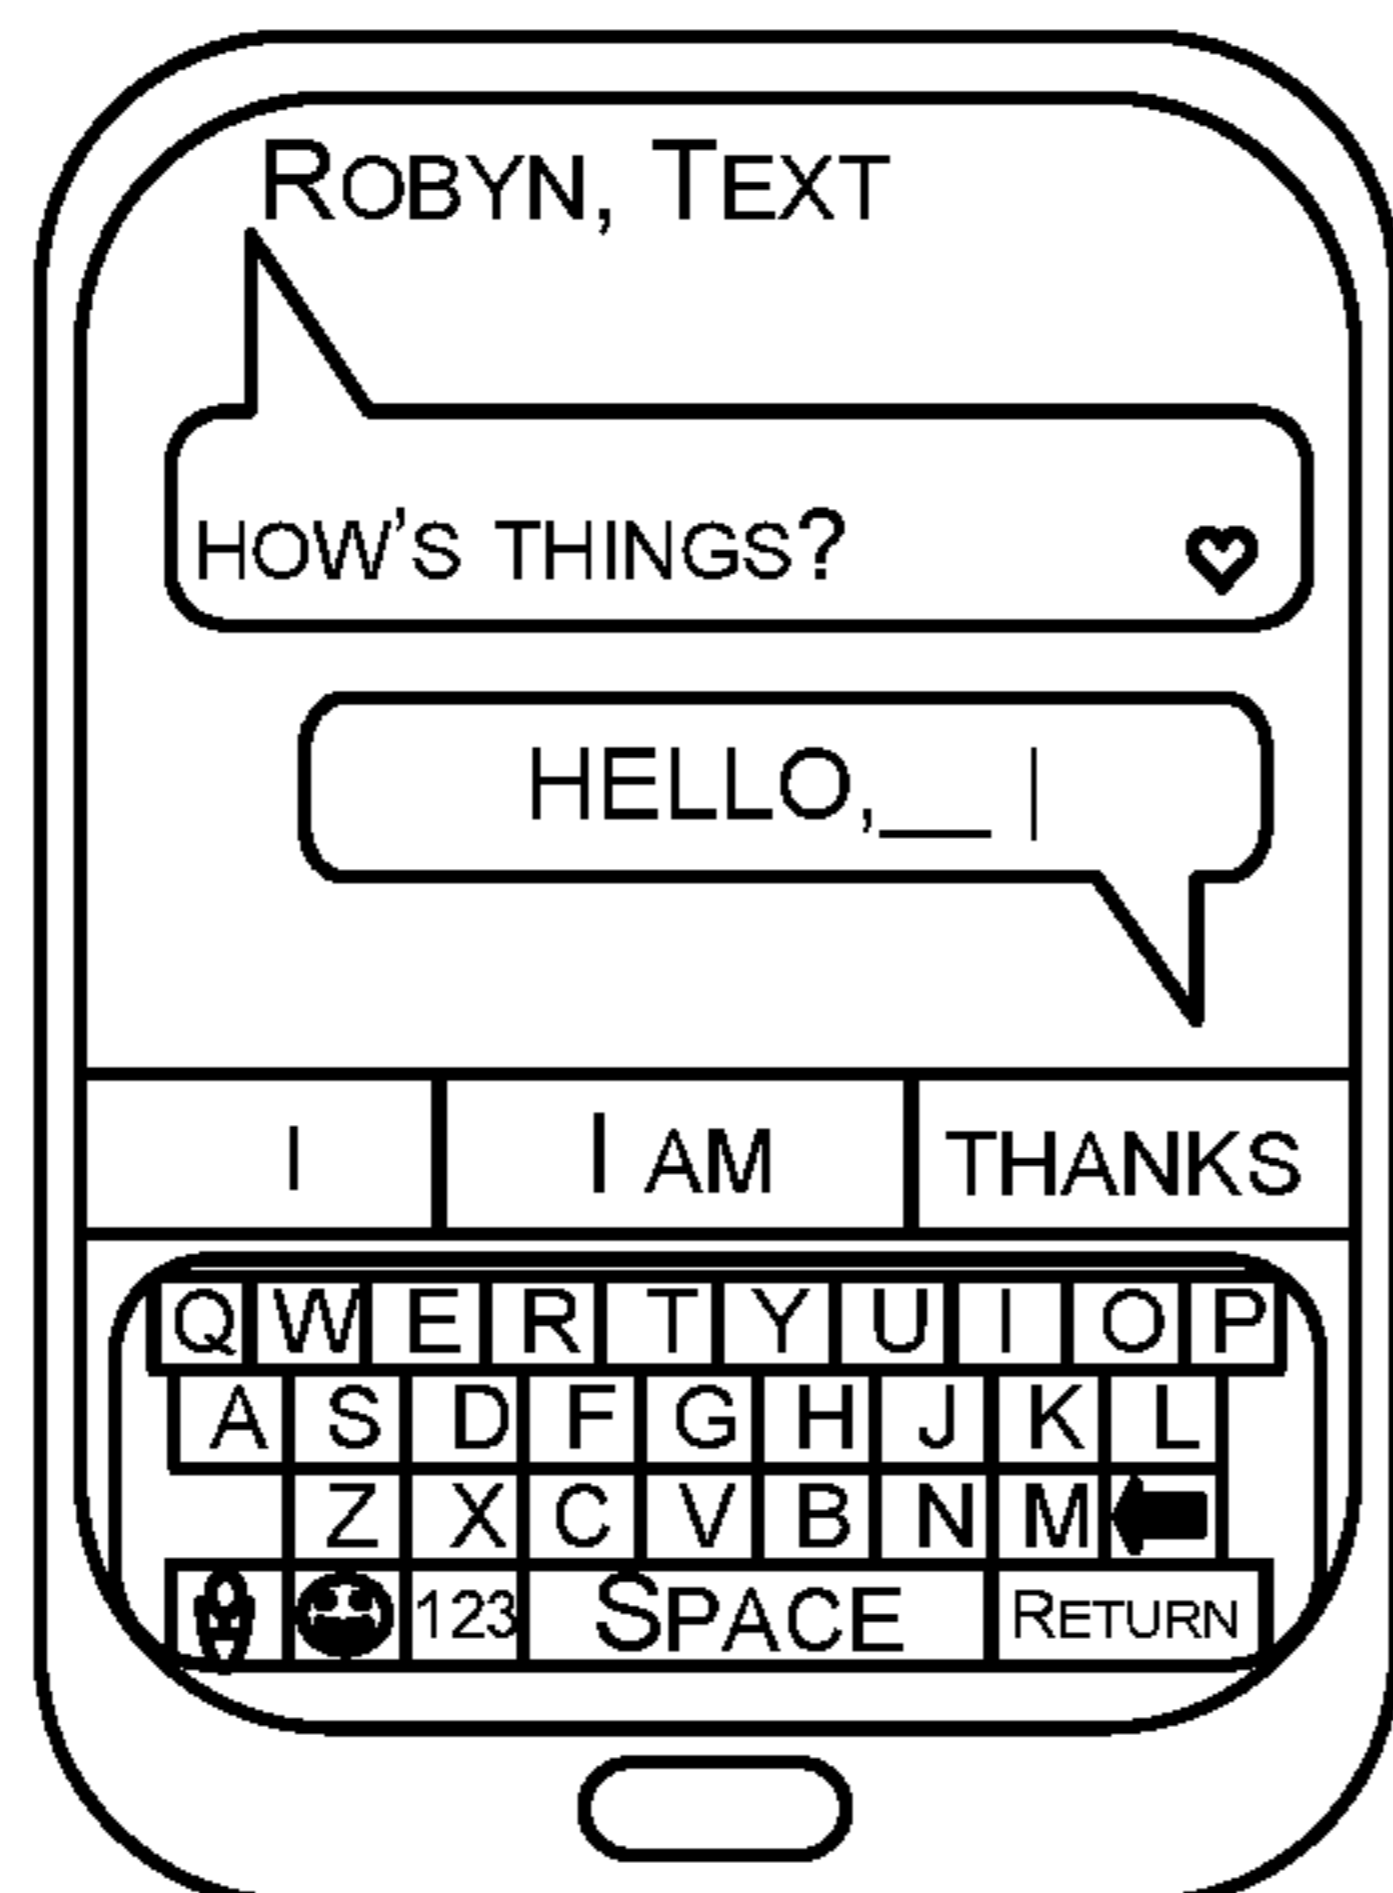 ROBYN, TEXT
HOW'S THINGS?
HELLO,__ |
I	I AM	THANKS
Q W E R T Y U I O P
A S D F G H J K L
Z X C V B N M
123 SPACE RETURN